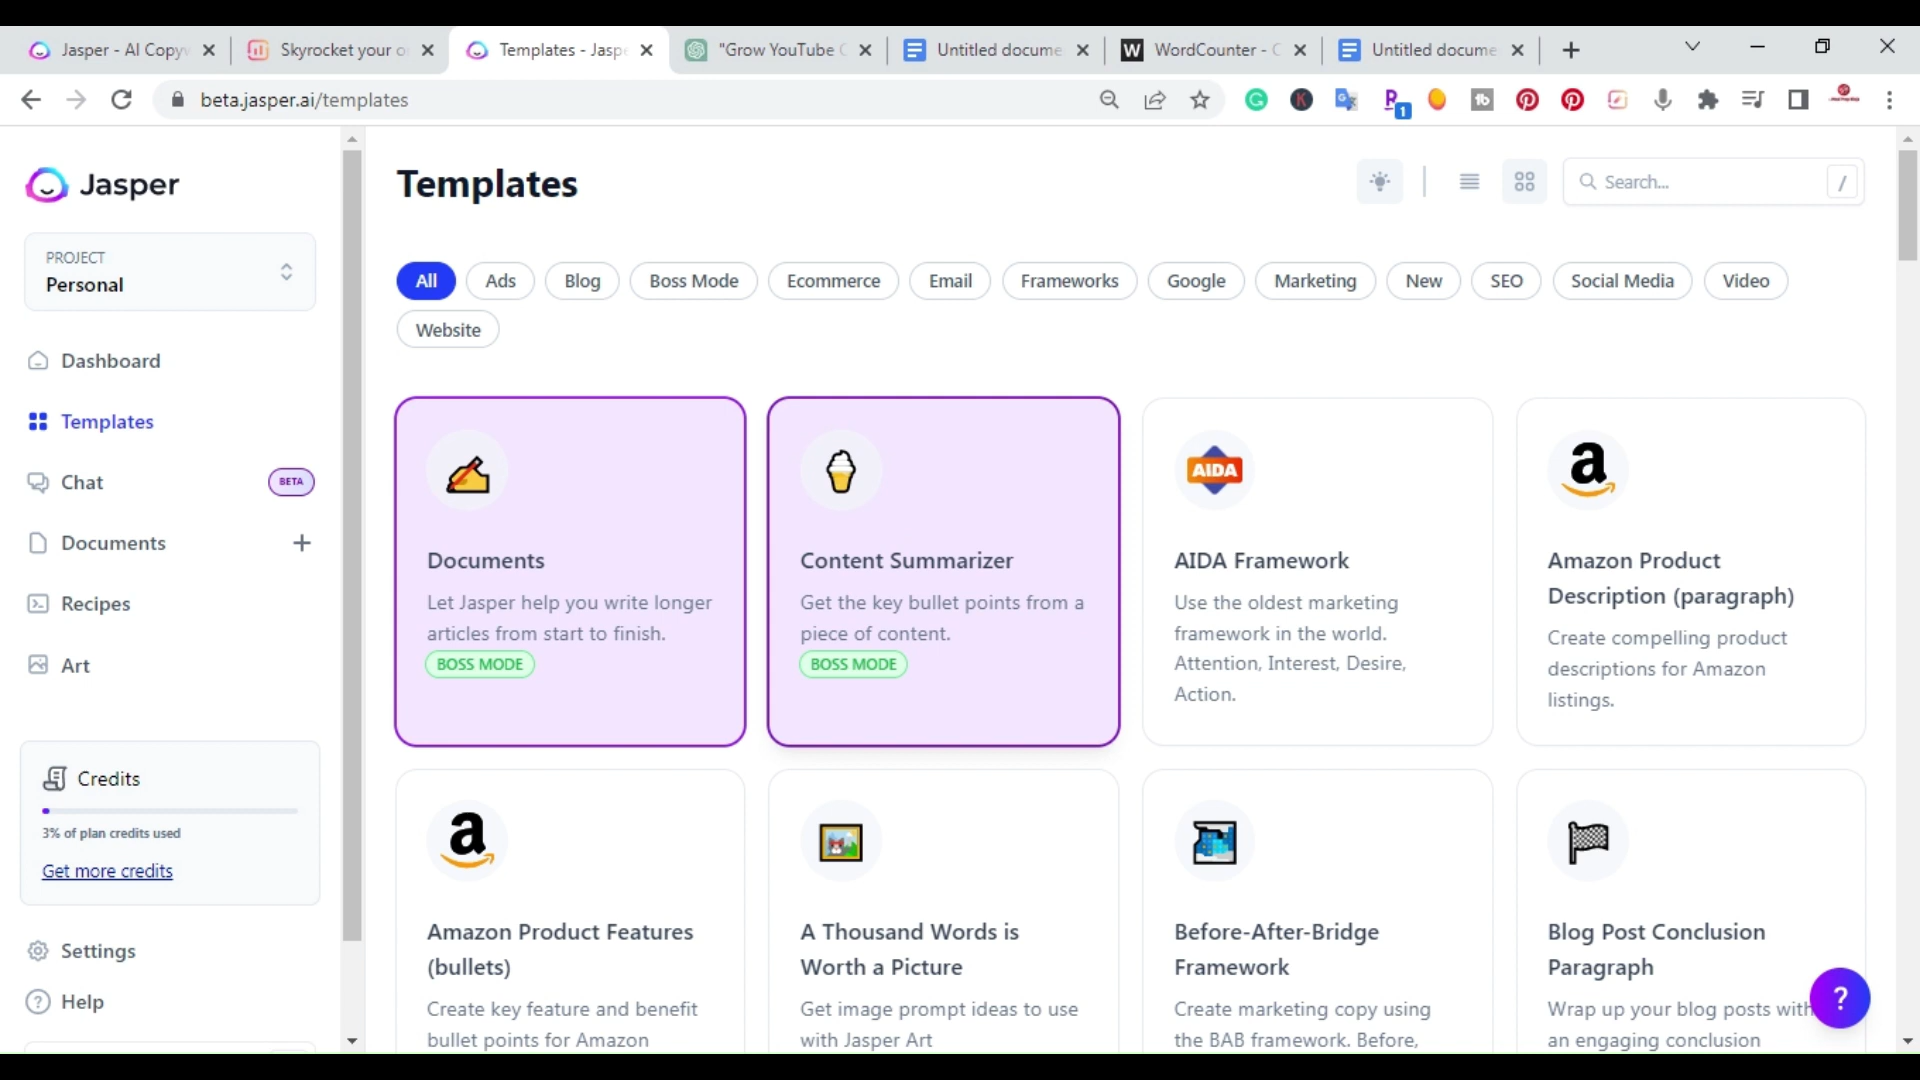 Jasper - AI Copyw
Skyrocket your o
Templates - Jaspe
"Grow YouTube C
Untitled docume
WordCounter - C
Untitled docume
beta.jasper.ai/templates
1
Jasper
Templates
Search...
/
PROJECT
Personal
All
Ads
Blog
Boss Mode
Ecommerce
Email
Frameworks
Google
Marketing
New
SEO
Social Media
Video
Website
Dashboard
Templates
Chat
BETA
Documents
Recipes
Art
Credits
3% of plan credits used
Get more credits
Settings
Help
Documents
Let Jasper help you write longer
articles from start to finish.
BOSS MODE
Content Summarizer
Get the key bullet points from a
piece of content.
BOSS MODE
AIDA
AIDA Framework
Use the oldest marketing
framework in the world.
Attention, Interest, Desire,
Action.
Amazon Product
Description (paragraph)
Create compelling product
descriptions for Amazon
listings.
Amazon Product Features
(bullets)
Create key feature and benefit
bullet points for Amazon
A Thousand Words is
Worth a Picture
Get image prompt ideas to use
with Jasper Art
Before-After-Bridge
Framework
Create marketing copy using
the BAB framework. Before,
Blog Post Conclusion
Paragraph
Wrap up your blog posts with
an engaging conclusion
?